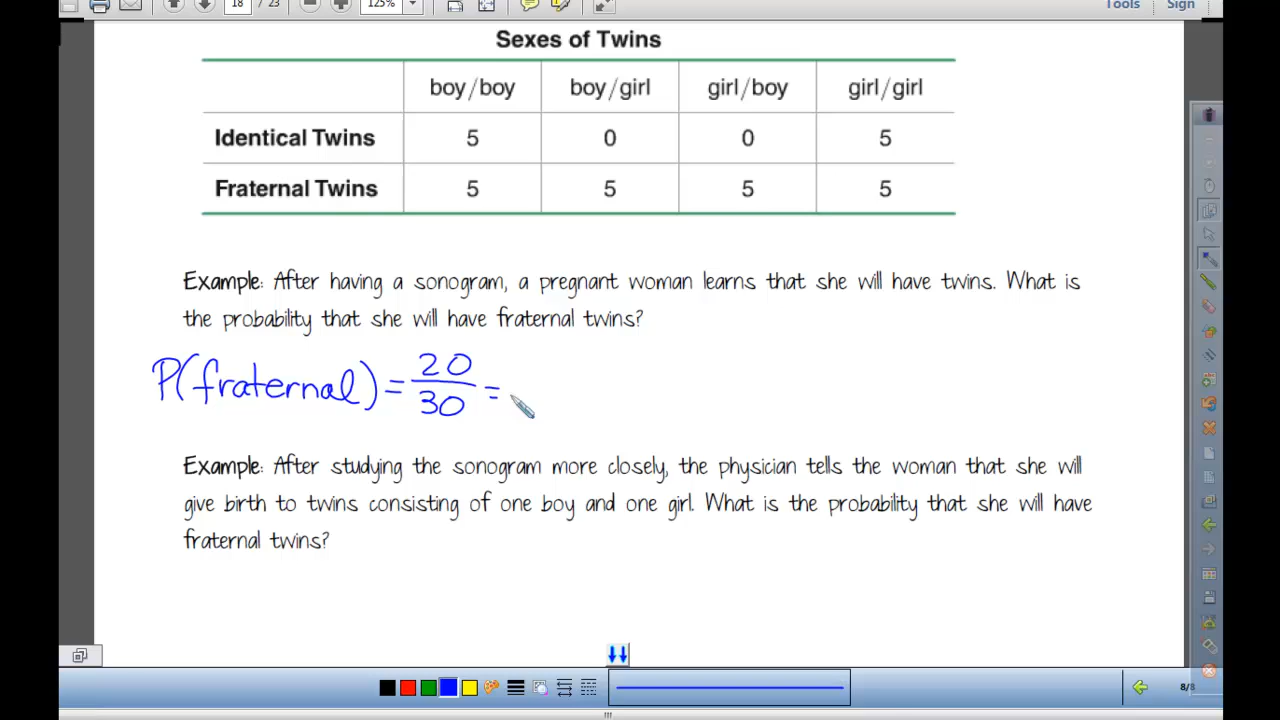 18 / 23 125% Tools Sign
Sexes of Twins
boy/boy boy/girl girl/boy girl/girl
Identical Twins 5 0 0 5
Fraternal Twins 5 5 5 5
Example: After having a sonogram, a pregnant woman learns that she will have twins. What is
the probability that she will have fraternal twins?
P(fraternal) = 20/30 =
Example: After studying the sonogram more closely, the physician tells the woman that she will
give birth to twins consisting of one boy and one girl. What is the probability that she will have
fraternal twins?
8/8